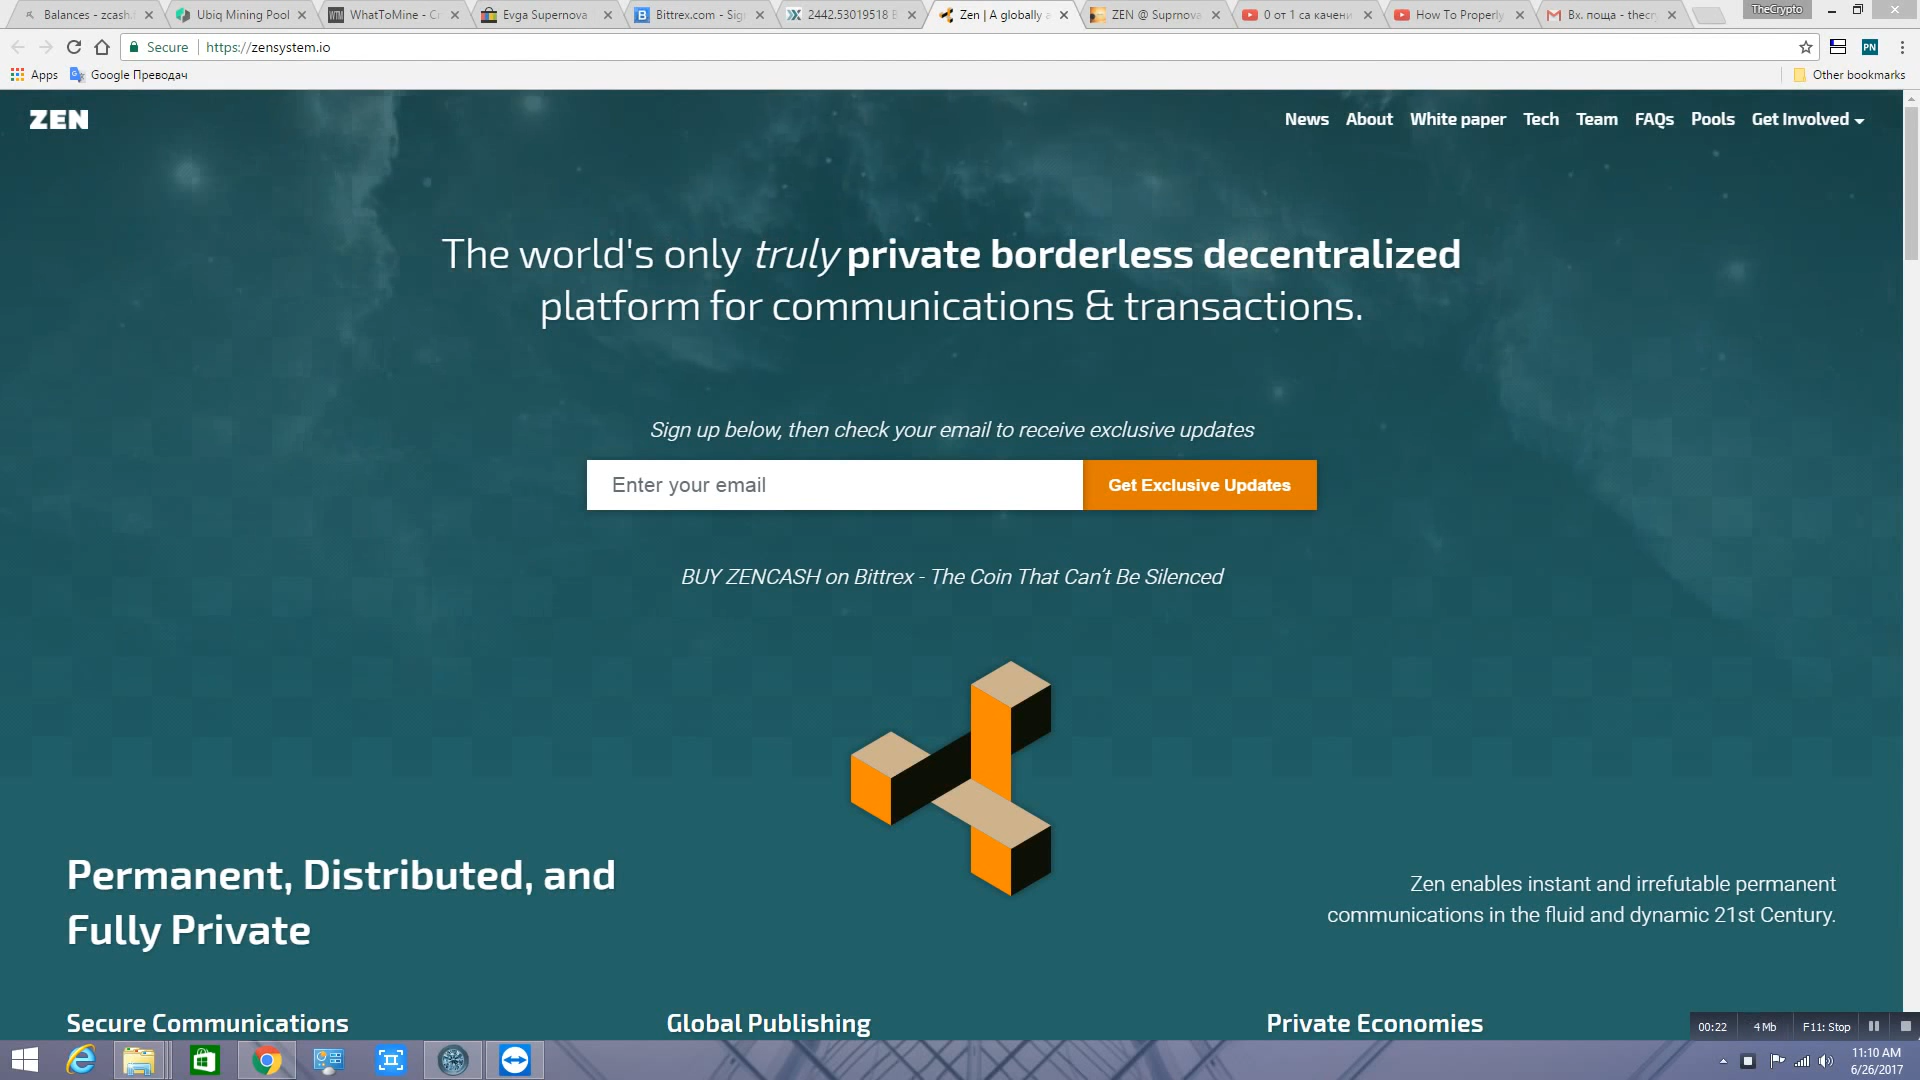 Balances - zcash.f
Ubiq Mining Pool
WhatToMine - Cr
Evga Supernova
Bittrex.com - Sig
2442.53019518 B
Zen | A globally a
ZEN @ Suprnova
0 от 1 са качени
How To Properly
Вх. поща - thecry
TheCrypto
Secure
https://zensystem.io
PN
Apps
Google Преводач
Other bookmarks
ZEN
News
About
White paper
Tech
Team
FAQs
Pools
Get Involved
The world's only truly private borderless decentralized
platform for communications & transactions.
Sign up below, then check your email to receive exclusive updates
Enter your email
Get Exclusive Updates
BUY ZENCASH on Bittrex - The Coin That Can't Be Silenced
Permanent, Distributed, and
Fully Private
Zen enables instant and irrefutable permanent
communications in the fluid and dynamic 21st Century.
Secure Communications
Global Publishing
Private Economies
00:22
4 Mb
F11: Stop
11:10 AM
6/26/2017